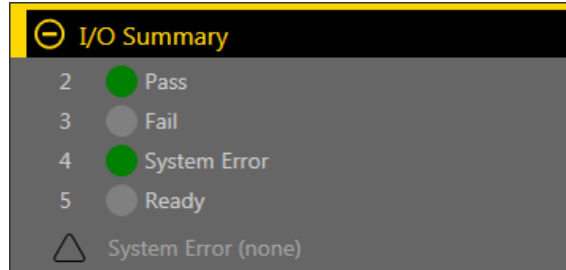 I/O Summary
2 Pass
3 Fail
4 System Error
5 Ready
System Error (none)